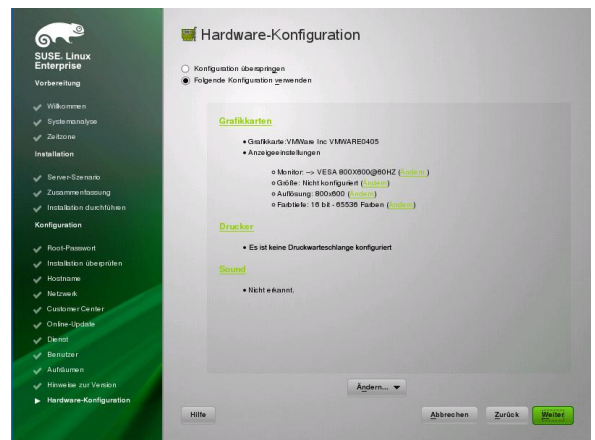 SUSE. Linux
Enterprise
Vorbereitung
Willkommen
Systemanalyse
Zeitzone
Installation
Server-Szenario
Zusammenfassung
Installation durchführen
Konfiguration
Root-Passwort
Installation überprüfen
Hostname
Netzwerk
Customer Center
Online-Update
Dienst
Benutzer
Aufräumen
Hinweise zur Version
Hardware-Konfiguration
Hardware-Konfiguration
Konfiguration überspringen
Folgende Konfiguration verwenden
Grafikkarten
Grafikkarte:VMWare Inc VMWARE0405
Anzeigeeinstellungen
Monitor: --> VESA 800X600@60HZ (Ändern )
Größe: Nicht konfiguriert (Ändern)
Auflösung: 800x600 (Ändern)
Farbtiefe: 16 bit - 65536 Farben (Ändern)
Drucker
Es ist keine Druckwarteschlange konfiguriert
Sound
Nicht erkannt.
Ändern...
Hilfe
Abbrechen
Zurück
Weiter